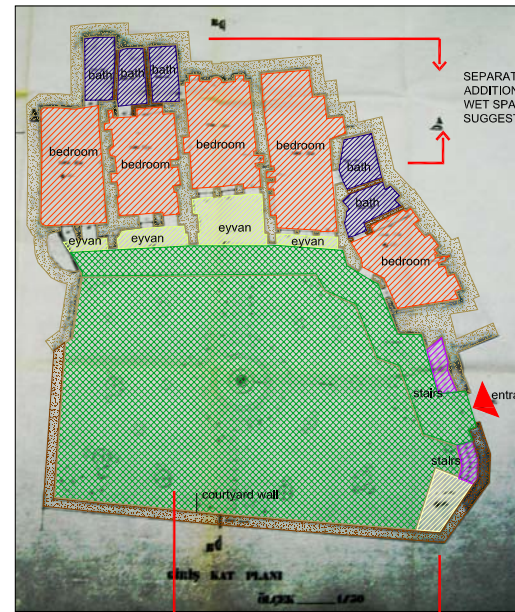 SEPARAT
ADDITION
WET SPA
SUGGEST
bath
bath
bath
bedroom
bedroom
bedroom
bedroom
bath
bath
bedroom
eyvan
eyvan
eyvan
eyvan
stairs
entra
stairs
courtyard wall
GİRİŞ KAT PLANI
ÖLÇEK 1/50